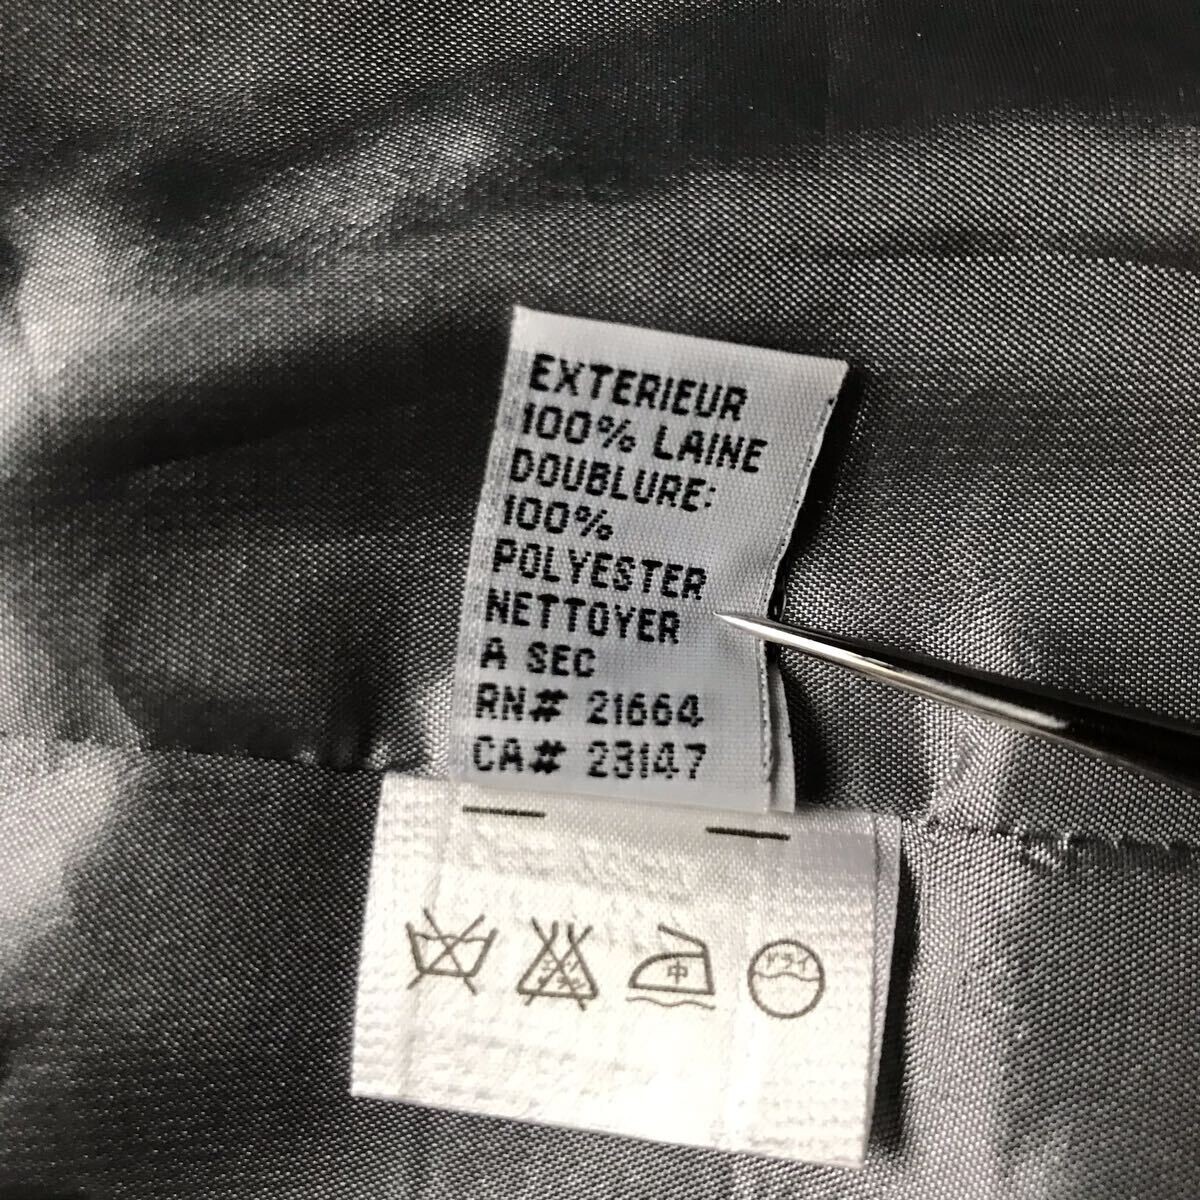 EXTERIEUR
100% LAINE
DOUBLURE:
100%
POLYESTER
NETTOYER
A SEC
RN# 21664
CA# 23147
中
ドライ